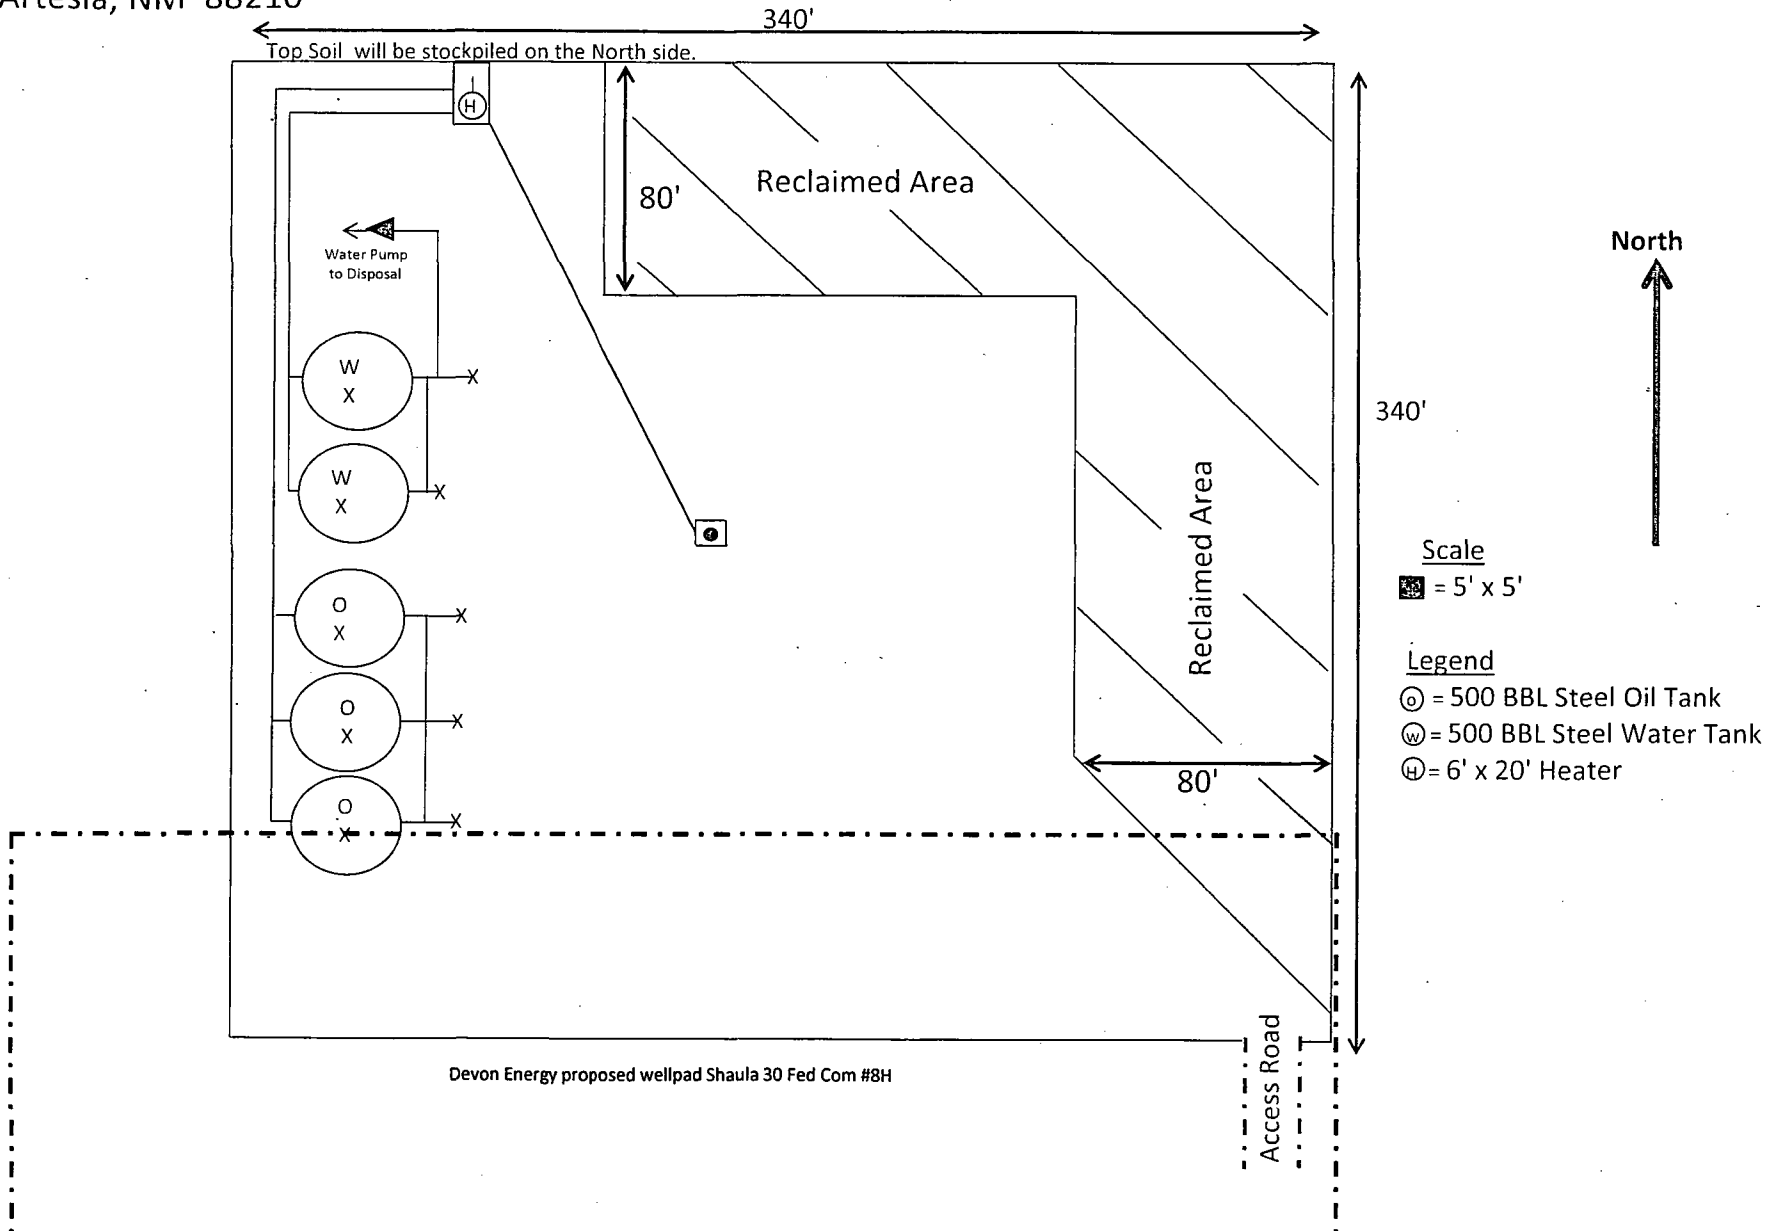 Artesia, NM 88210
340'
Top Soil will be stockpiled on the North side.
H
80'
Reclaimed Area
Water Pump
to Disposal
North
W
X
X
340'
W
X
X
Reclaimed Area
Scale
= 5' x 5'
O
X
X
Legend
O = 500 BBL Steel Oil Tank
W = 500 BBL Steel Water Tank
H = 6' x 20' Heater
O
X
X
80'
O
X
X
Devon Energy proposed wellpad Shaula 30 Fed Com #8H
Access Road